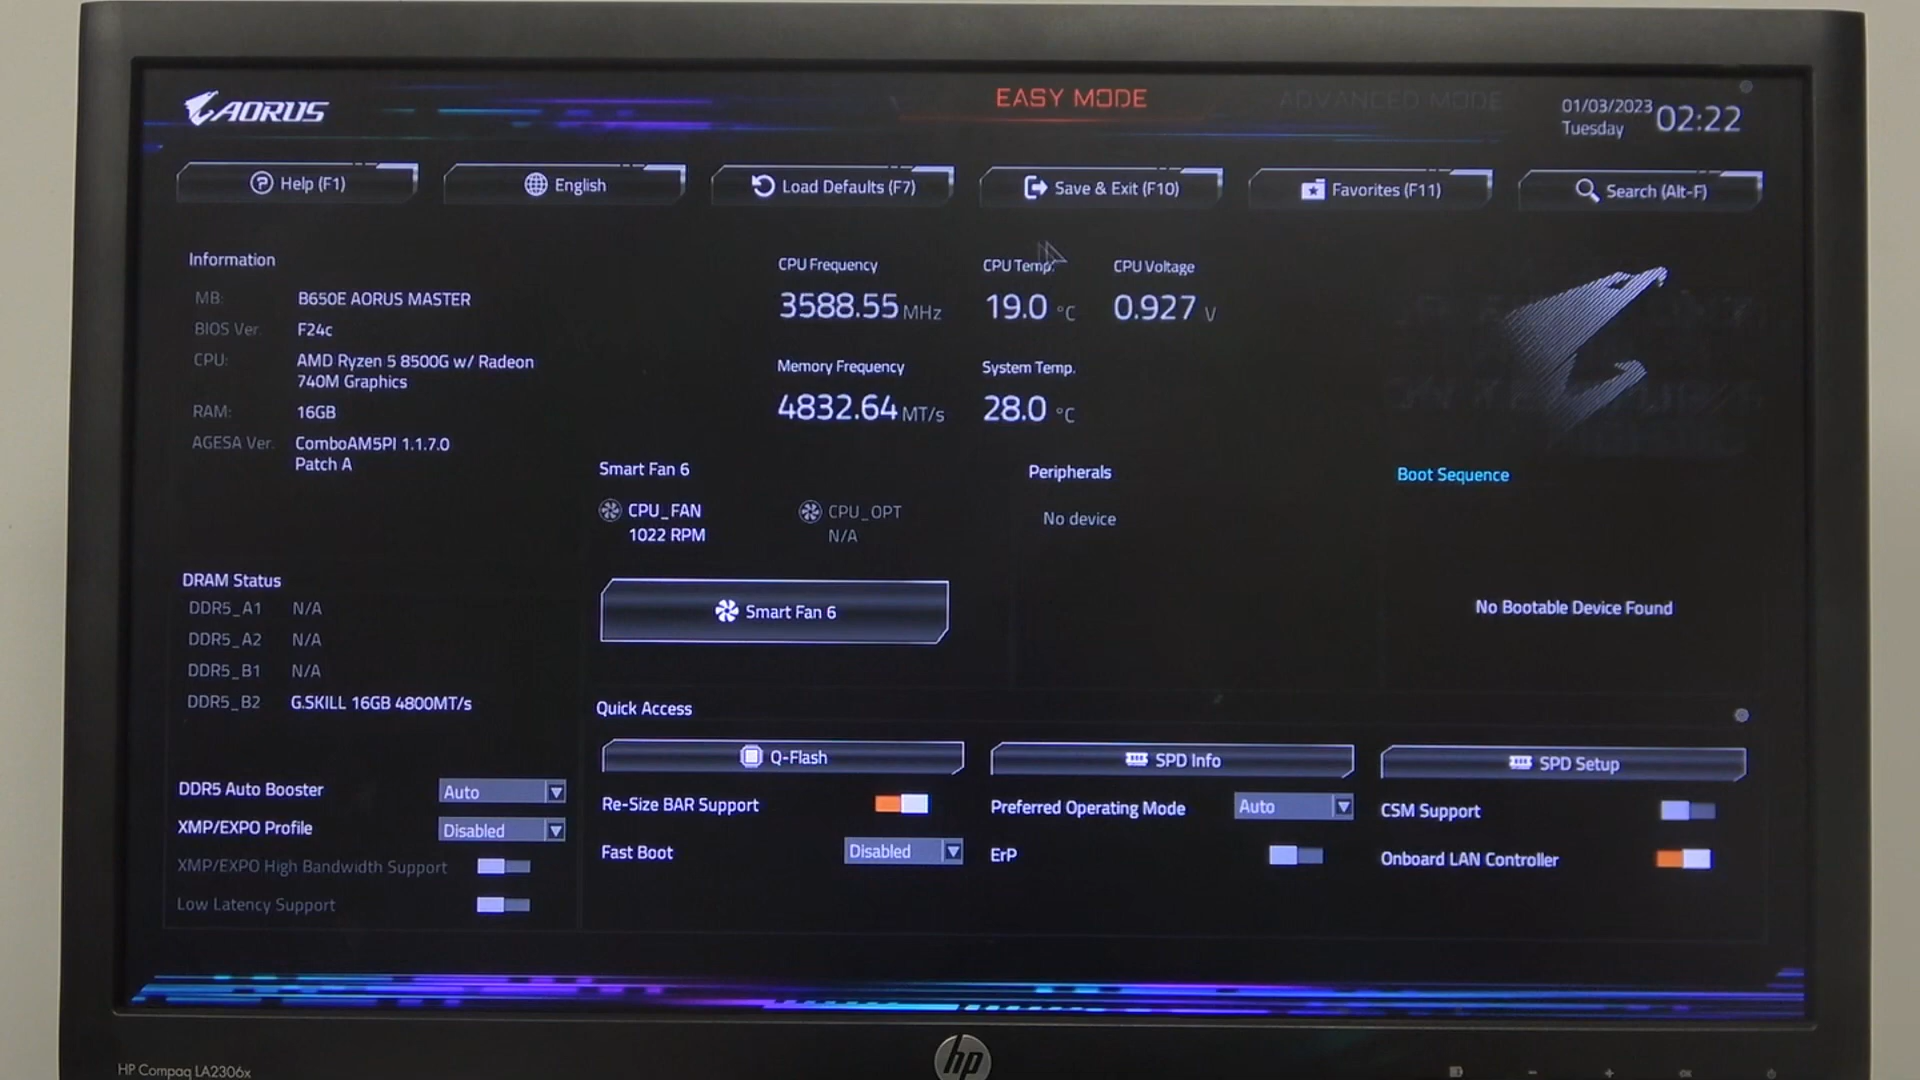 AORUS
EASY MODE
ADVANCED MODE
01/03/2023
Tuesday
02:22
Help (F1)
English
Load Defaults (F7)
Save & Exit (F10)
Favorites (F11)
Search (Alt-F)
Information
MB: B650E AORUS MASTER
BIOS Ver. F24c
CPU: AMD Ryzen 5 8500G w/ Radeon
740M Graphics
RAM: 16GB
AGESA Ver. ComboAM5PI 1.1.7.0
Patch A
CPU Frequency
3588.55 MHz
CPU Temp.
19.0 °C
CPU Voltage
0.927 V
Memory Frequency
4832.64 MT/s
System Temp.
28.0 °C
Smart Fan 6
CPU_FAN
1022 RPM
CPU_OPT
N/A
Smart Fan 6
Peripherals
No device
Boot Sequence
No Bootable Device Found
DRAM Status
DDR5_A1 N/A
DDR5_A2 N/A
DDR5_B1 N/A
DDR5_B2 G.SKILL 16GB 4800MT/s
DDR5 Auto Booster Auto
XMP/EXPO Profile Disabled
XMP/EXPO High Bandwidth Support
Low Latency Support
Quick Access
Q-Flash
SPD Info
SPD Setup
Re-Size BAR Support
Preferred Operating Mode Auto
CSM Support
Fast Boot Disabled
ErP
Onboard LAN Controller
hp
HP Compaq LA2306x